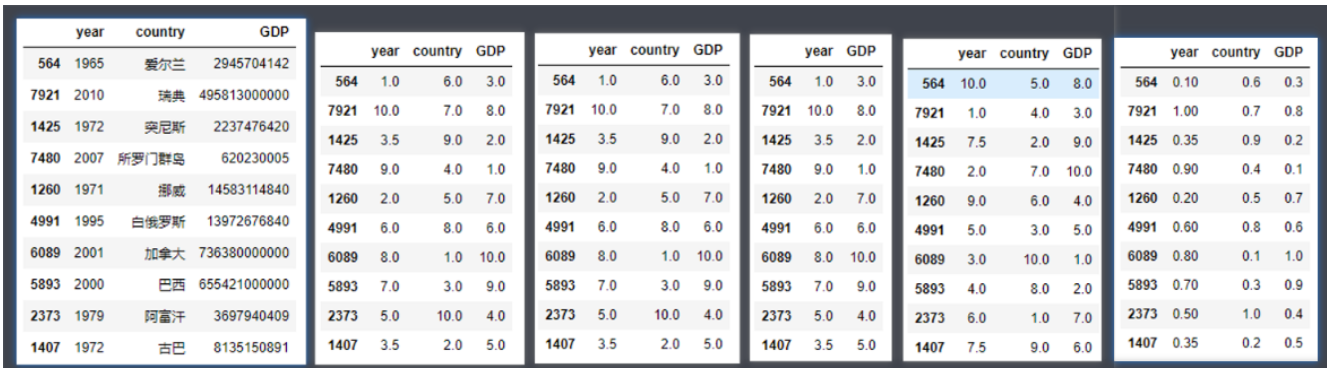 year country GDP
564 1965 爱尔兰 2945704142
7921 2010 瑞典 495813000000
1425 1972 突尼斯 2237476420
7480 2007 所罗门群岛 620230005
1260 1971 挪威 14583114840
4991 1995 白俄罗斯 13972676840
6089 2001 加拿大 736380000000
5893 2000 巴西 655421000000
2373 1979 阿富汗 3697940409
1407 1972 古巴 8135150891
year country GDP
564 1.0 6.0 3.0
7921 10.0 7.0 8.0
1425 3.5 9.0 2.0
7480 9.0 4.0 1.0
1260 2.0 5.0 7.0
4991 6.0 8.0 6.0
6089 8.0 1.0 10.0
5893 7.0 3.0 9.0
2373 5.0 10.0 4.0
1407 3.5 2.0 5.0
year country GDP
564 1.0 6.0 3.0
7921 10.0 7.0 8.0
1425 3.5 9.0 2.0
7480 9.0 4.0 1.0
1260 2.0 5.0 7.0
4991 6.0 8.0 6.0
6089 8.0 1.0 10.0
5893 7.0 3.0 9.0
2373 5.0 10.0 4.0
1407 3.5 2.0 5.0
year GDP
564 1.0 3.0
7921 10.0 8.0
1425 3.5 2.0
7480 9.0 1.0
1260 2.0 7.0
4991 6.0 6.0
6089 8.0 10.0
5893 7.0 9.0
2373 5.0 4.0
1407 3.5 5.0
year country GDP
564 10.0 5.0 8.0
7921 1.0 4.0 3.0
1425 7.5 2.0 9.0
7480 2.0 7.0 10.0
1260 9.0 6.0 4.0
4991 5.0 3.0 5.0
6089 3.0 10.0 1.0
5893 4.0 8.0 2.0
2373 6.0 1.0 7.0
1407 7.5 9.0 6.0
year country GDP
564 0.10 0.6 0.3
7921 1.00 0.7 0.8
1425 0.35 0.9 0.2
7480 0.90 0.4 0.1
1260 0.20 0.5 0.7
4991 0.60 0.8 0.6
6089 0.80 0.1 1.0
5893 0.70 0.3 0.9
2373 0.50 1.0 0.4
1407 0.35 0.2 0.5